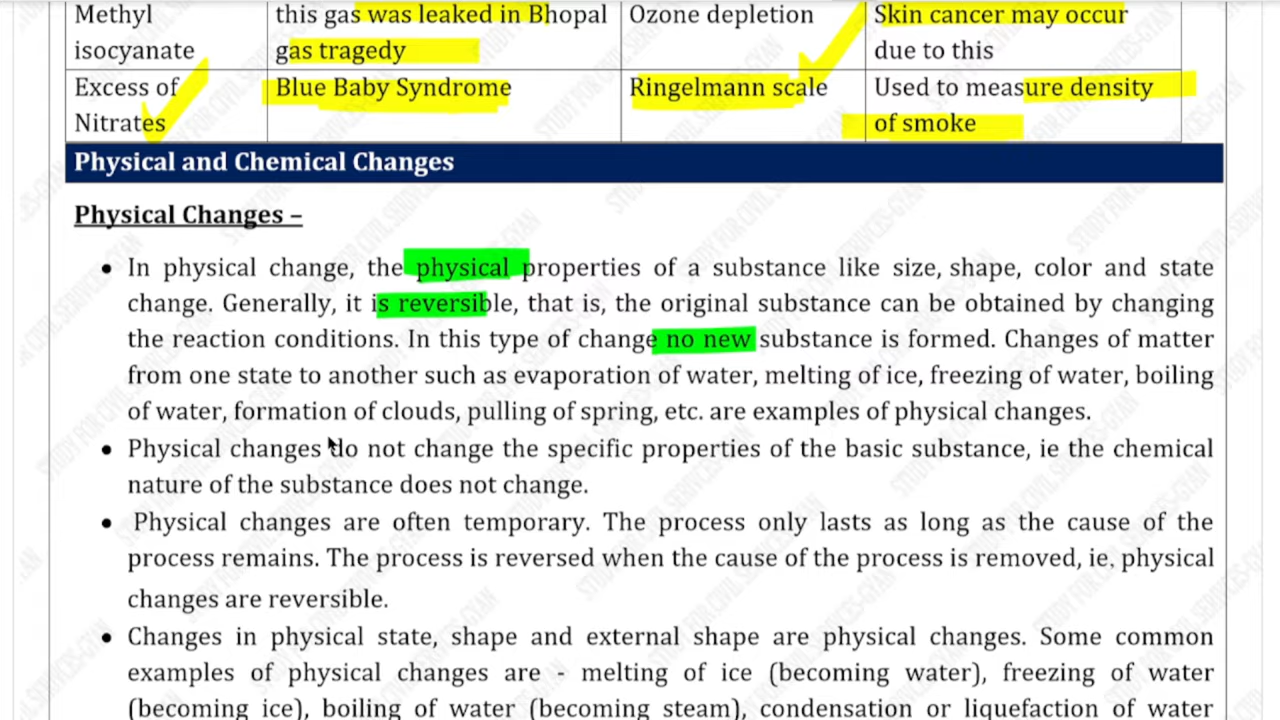 Methyl isocyanate | this gas was leaked in Bhopal gas tragedy | Ozone depletion | Skin cancer may occur due to this
Excess of Nitrates | Blue Baby Syndrome | Ringelmann scale | Used to measure density of smoke
Physical and Chemical Changes
Physical Changes –
• In physical change, the physical properties of a substance like size, shape, color and state
change. Generally, it is reversible, that is, the original substance can be obtained by changing
the reaction conditions. In this type of change no new substance is formed. Changes of matter
from one state to another such as evaporation of water, melting of ice, freezing of water, boiling
of water, formation of clouds, pulling of spring, etc. are examples of physical changes.
• Physical changes do not change the specific properties of the basic substance, ie the chemical
nature of the substance does not change.
• Physical changes are often temporary. The process only lasts as long as the cause of the
process remains. The process is reversed when the cause of the process is removed, ie. physical
changes are reversible.
• Changes in physical state, shape and external shape are physical changes. Some common
examples of physical changes are - melting of ice (becoming water), freezing of water
(becoming ice), boiling of water (becoming steam), condensation or liquefaction of water
STUDY FOR CIVIL SERVICES-GYAN